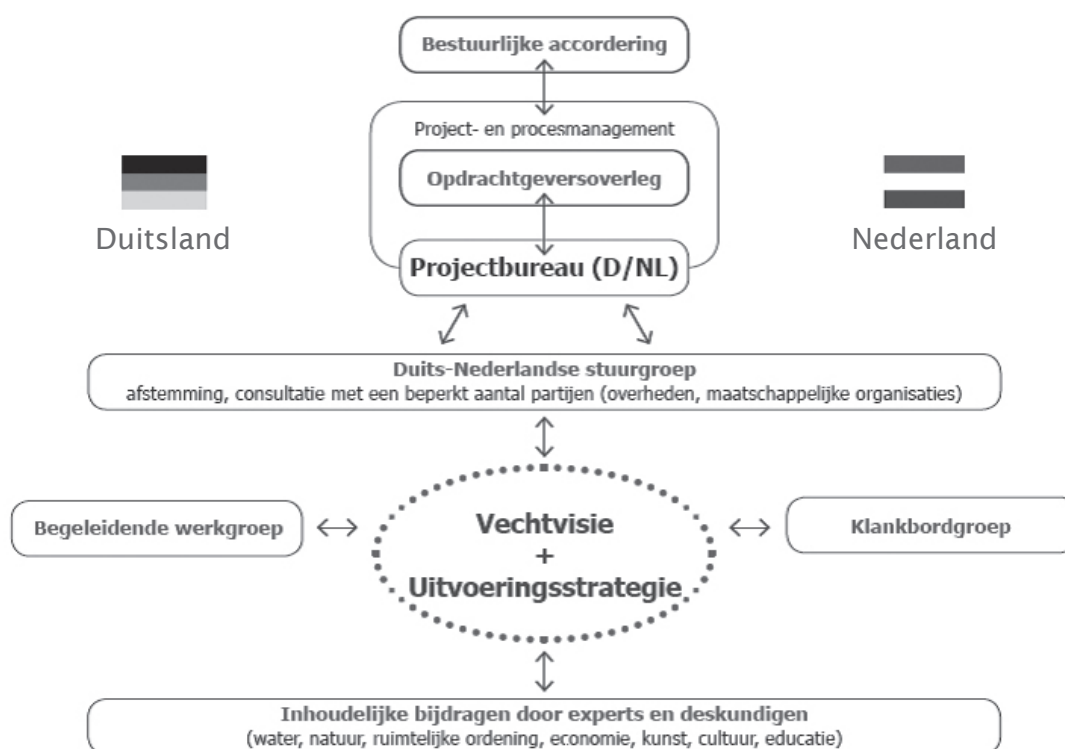 Bestuurlijke accordering
Project- en procesmanagement
Opdrachtgeversoverleg
Duitsland
Nederland
Projectbureau (D/NL)
Duits-Nederlandse stuurgroep
afstemming, consultatie met een beperkt aantal partijen (overheden, maatschappelijke organisaties)
Begeleidende werkgroep
Vechtvisie
+
Uitvoeringsstrategie
Klankbordgroep
Inhoudelijke bijdragen door experts en deskundigen
(water, natuur, ruimtelijke ordening, economie, kunst, cultuur, educatie)